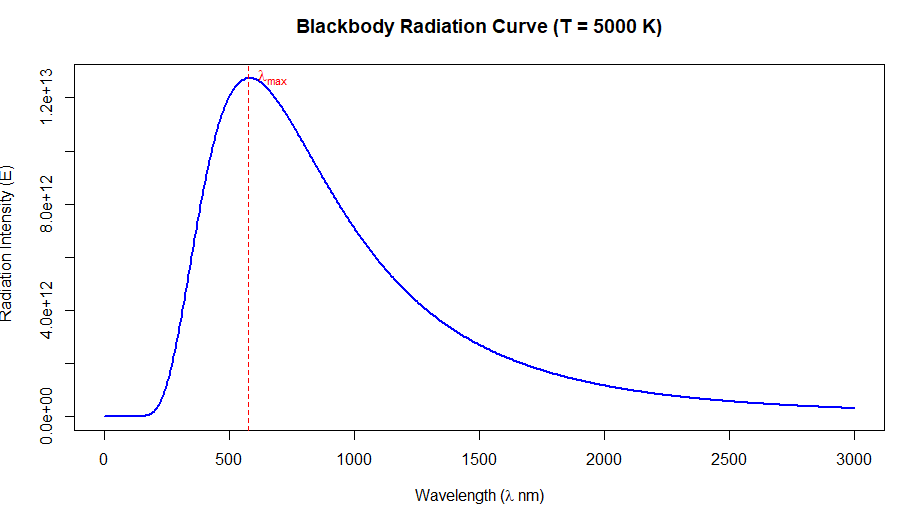 Blackbody Radiation Curve (T = 5000 K)
λmax
Radiation Intensity (E)
1.2e+13
8.0e+12
4.0e+12
0.0e+00
0 500 1000 1500 2000 2500 3000
Wavelength (λ nm)